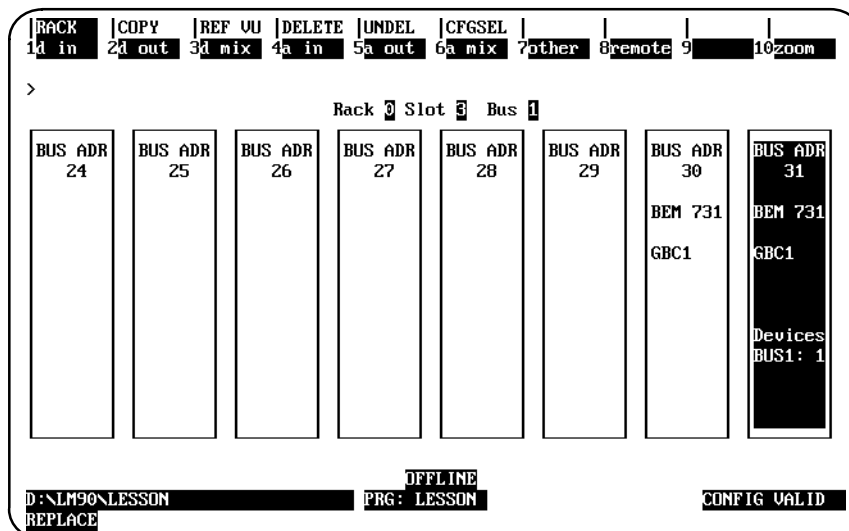 |RACK |COPY |REF VU |DELETE |UNDEL |CFGSEL | | | |
1d in 2d out 3d mix 4a in 5a out 6a mix 7other 8remote 9 10zoom
>
Rack 0 Slot 3 Bus 1
BUS ADR BUS ADR BUS ADR BUS ADR BUS ADR BUS ADR BUS ADR BUS ADR
24 25 26 27 28 29 30 31
BEM 731 BEM 731
GBC1 GBC1
Devices
BUS1: 1
OFFLINE
D:\LM90\LESSON PRG: LESSON CONFIG VALID
REPLACE